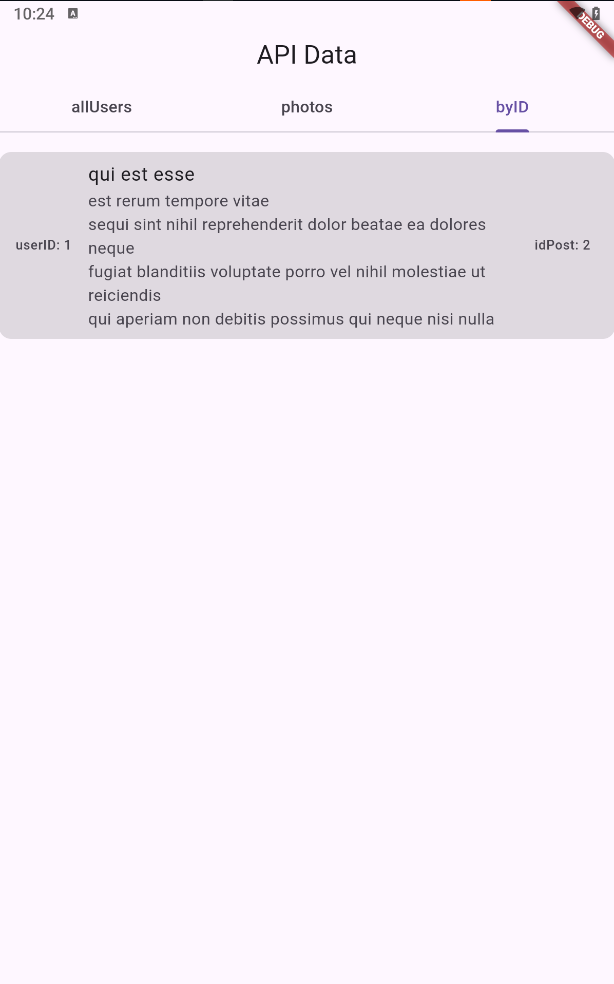 10:24
A
DEBUG
API Data
allUsers
photos
byID
qui est esse
est rerum tempore vitae
sequi sint nihil reprehenderit dolor beatae ea dolores
neque
fugiat blanditiis voluptate porro vel nihil molestiae ut
reiciendis
qui aperiam non debitis possimus qui neque nisi nulla
userID: 1
idPost: 2